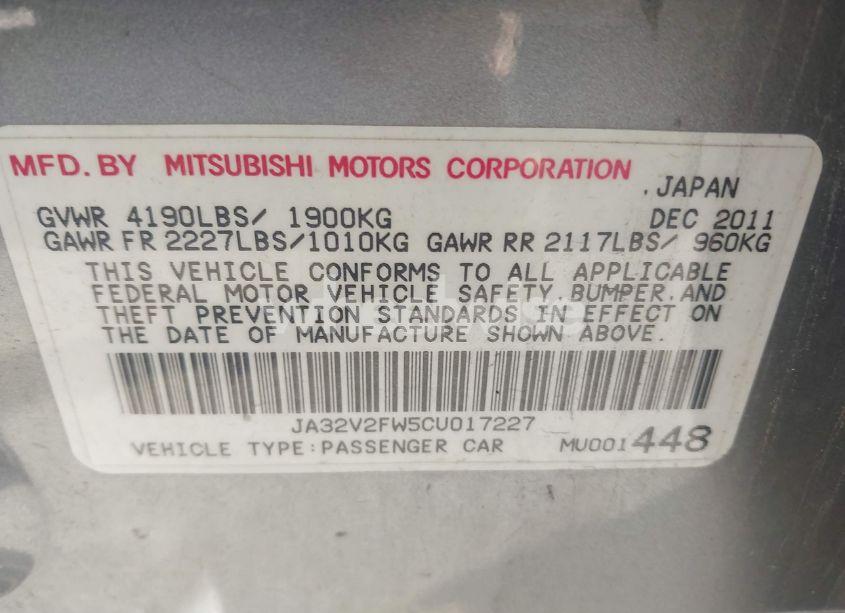 MFD. BY MITSUBISHI MOTORS CORPORATION
.JAPAN
GVWR 4190LBS/ 1900KG DEC 2011
GAWR FR 2227LBS/1010KG GAWR RR 2117LBS/ 960KG
THIS VEHICLE CONFORMS TO ALL APPLICABLE
FEDERAL MOTOR VEHICLE SAFETY.BUMPER.AND
THEFT PREVENTION STANDARDS IN EFFECT ON
THE DATE OF MANUFACTURE SHOWN ABOVE.
JA32V2FW5CU017227
VEHICLE TYPE:PASSENGER CAR MU001448